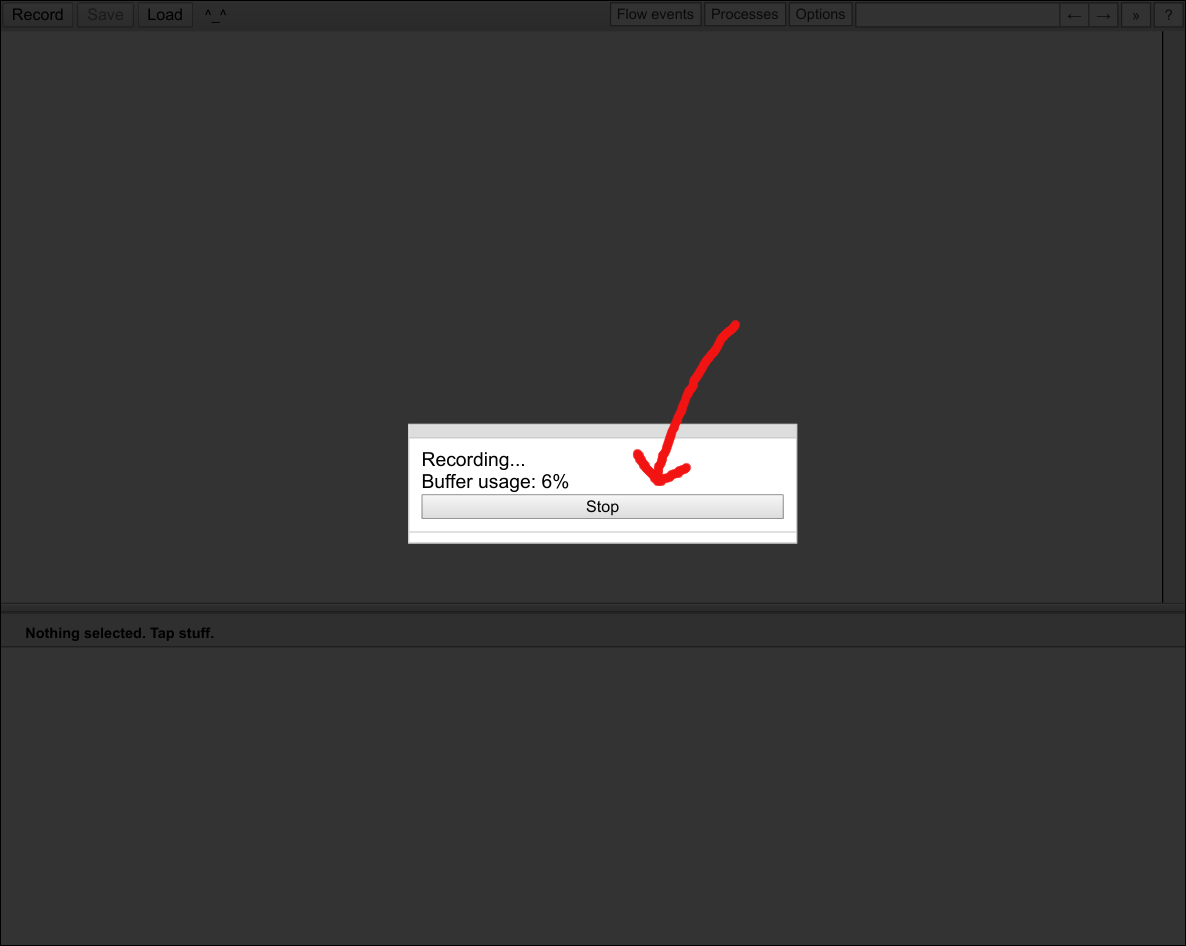 Record Save Load ^_^ Flow events Processes Options ← → » ?
Recording...
Buffer usage: 6%
Stop
Nothing selected. Tap stuff.